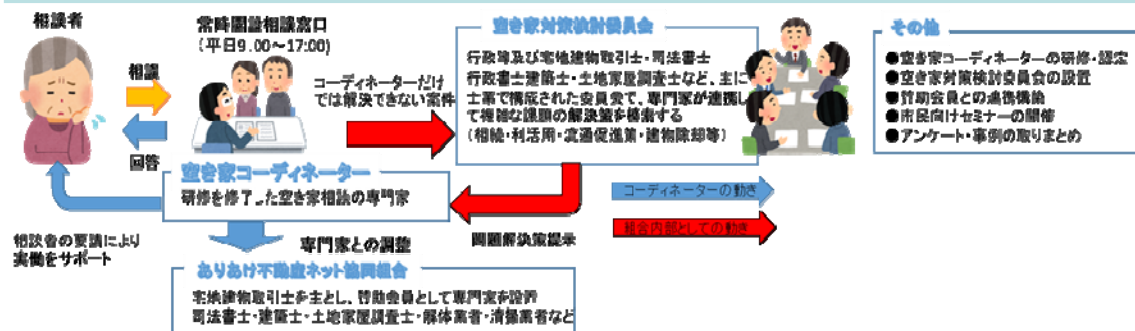 相談者
常時開設相談窓口
(平日9.00～17:00)
相談
回答
コーディネーターだけ
では解決できない案件
空き家対策検討委員会
行政等及び宅地建物取引士・司法書士
行政書士建築士・土地家屋調査士など、主に
士業で構成された委員会で、専門家が連携し
て複雑な課題の解決策を模索する
(相続・利活用・流通促進策・建物除却等)
その他
●空き家コーディネーターの研修・認定
●空き家対策検討委員会の設置
●賛助会員との連携構築
●市民向けセミナーの開催
●アンケート・事例の取りまとめ
空き家コーディネーター
研修を修了した空き家相談の専門家
コーディネーターの動き
組合内部としての動き
相談者の要請により
実働をサポート
専門家との調整
問題解決策提示
ありあけ不動産ネット協同組合
宅地建物取引士を主とし、賛助会員として専門家を設置
司法書士・建築士・土地家屋調査士・解体業者・清掃業者など